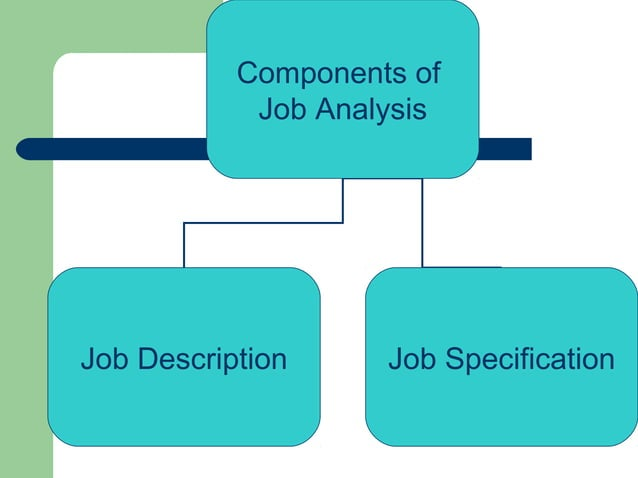 Components of
Job Analysis
Job Description
Job Specification